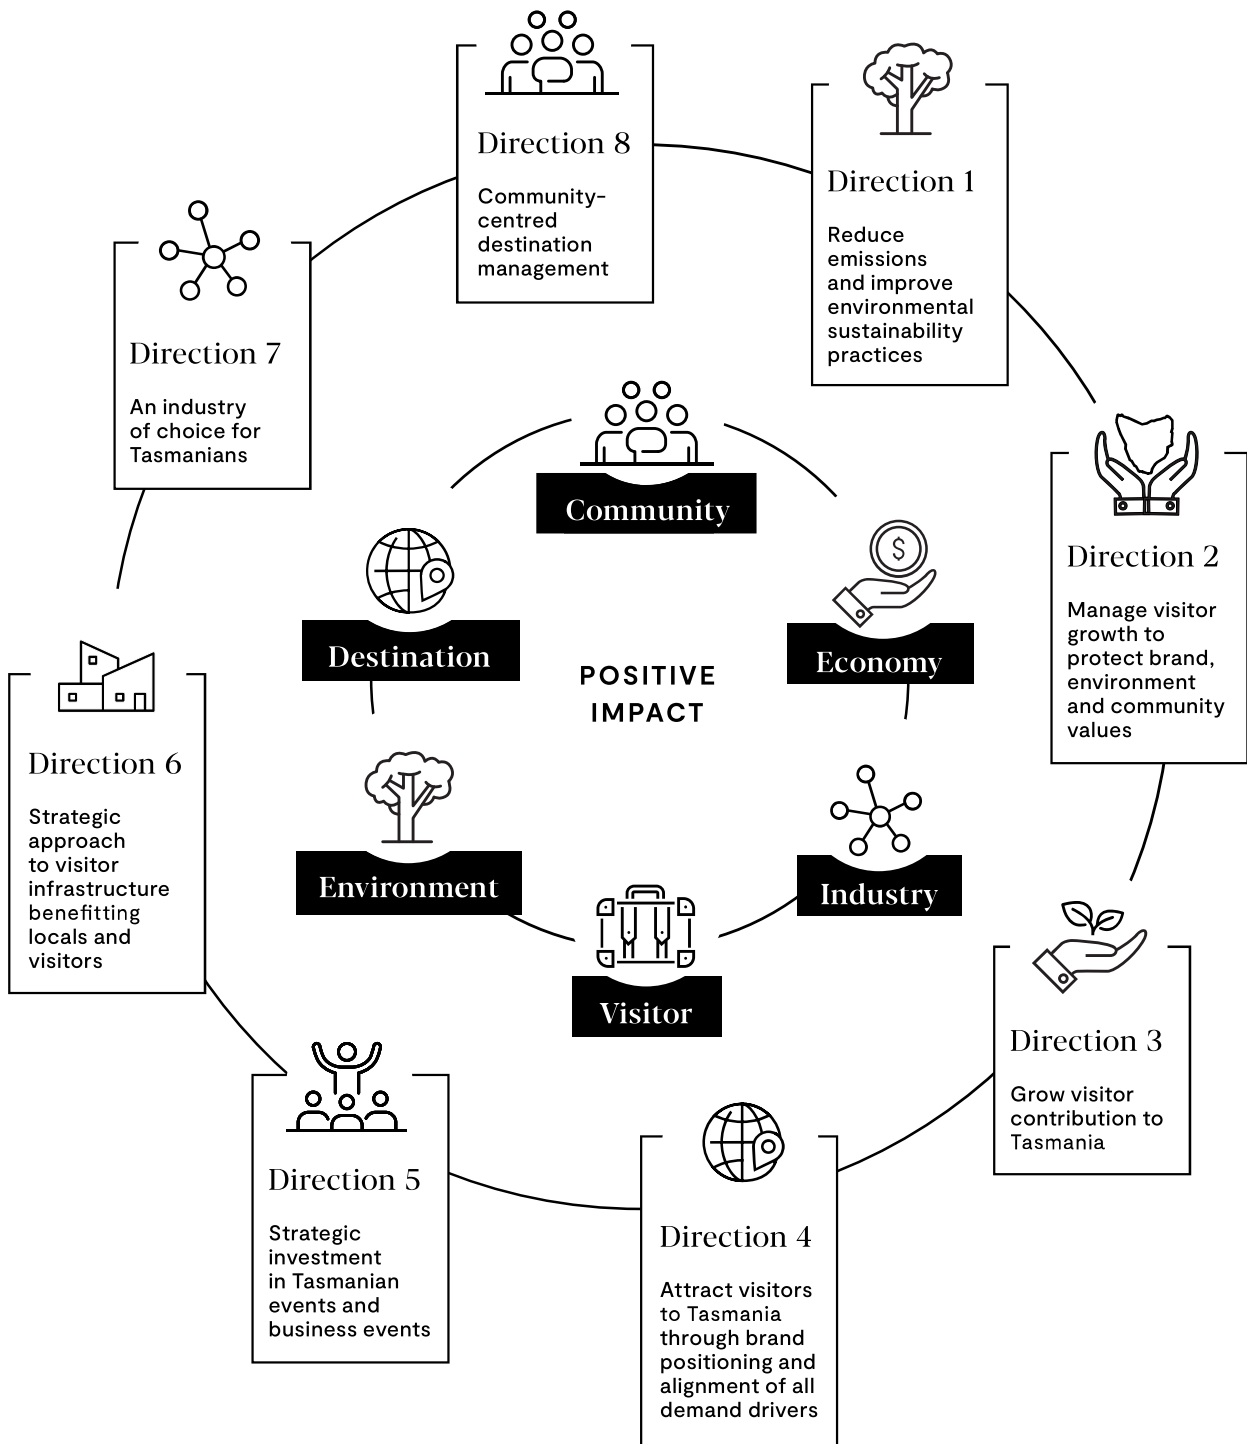 Direction 8
Community-
centred
destination
management
Direction 1
Reduce
emissions
and improve
environmental
sustainability
practices
Direction 7
An industry
of choice for
Tasmanians
Direction 2
Manage visitor
growth to
protect brand,
environment
and community
values
Community
Destination
Economy
POSITIVE
IMPACT
$
Environment
Industry
Visitor
Direction 6
Strategic
approach
to visitor
infrastructure
benefitting
locals and
visitors
Direction 3
Grow visitor
contribution to
Tasmania
Direction 5
Strategic
investment
in Tasmanian
events and
business events
Direction 4
Attract visitors
to Tasmania
through brand
positioning and
alignment of all
demand drivers